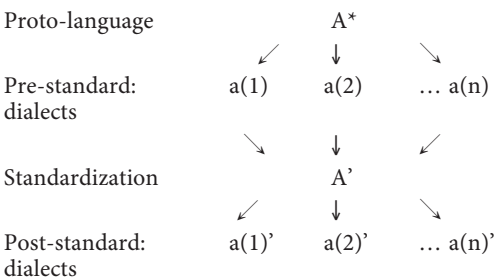 Proto-language A*
↙ ↓ ↘
Pre-standard: a(1) a(2) … a(n)
dialects
↘ ↓ ↙
Standardization A’
↙ ↓ ↘
Post-standard: a(1)’ a(2)’ … a(n)’
dialects